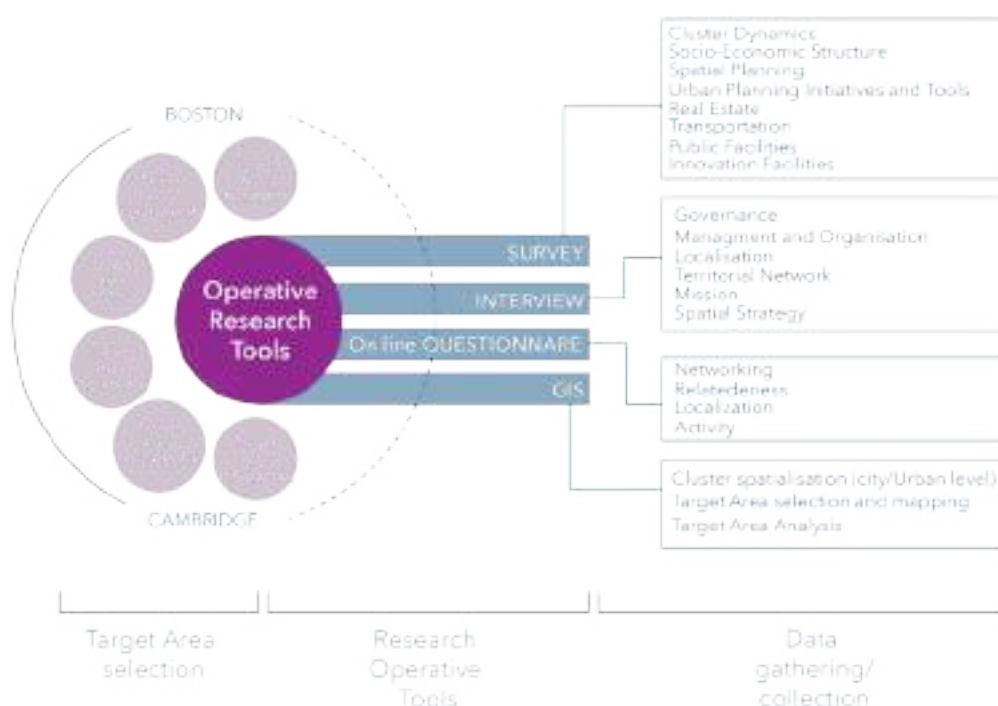 BOSTON
Operative
Research
Tools
CAMBRIDGE
SURVEY
INTERVIEW
On line QUESTIONNARE
GIS
Cluster Dynamics
Socio-Economic Structure
Spatial Planning
Urban Planning Initiatives and Tools
Real Estate
Transportation
Public Facilities
Innovation Facilities
Governance
Managment and Organisation
Localisation
Territorial Network
Mission
Spatial Strategy
Networking
Relatedeness
Localization
Activity
Cluster spatialisation (city/Urban level)
Target Area selection and mapping
Target Area Analysis
Target Area
selection
Research
Operative
Tools
Data
gathering/
collection